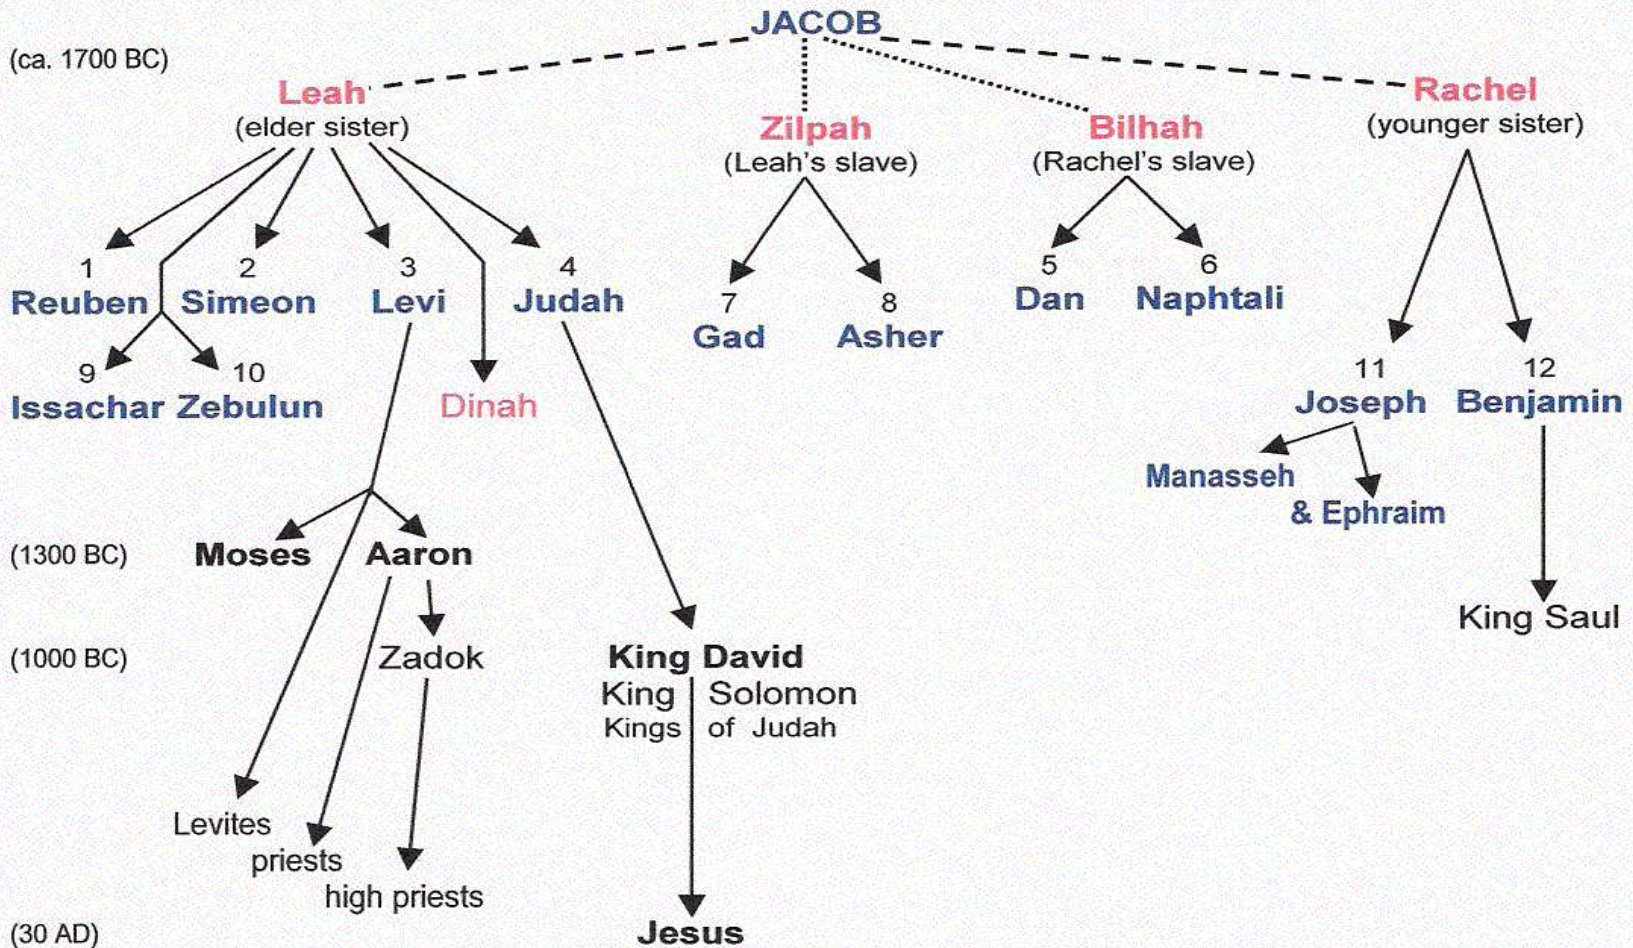 JACOB
(ca. 1700 BC)
Leah
(elder sister)
Zilpah
(Leah's slave)
Bilhah
(Rachel's slave)
Rachel
(younger sister)
1
Reuben
2
Simeon
3
Levi
4
Judah
7
Gad
8
Asher
5
Dan
6
Naphtali
9
Issachar
10
Zebulun
Dinah
11
Joseph
12
Benjamin
Manasseh
& Ephraim
(1300 BC)
Moses
Aaron
King Saul
(1000 BC)
Zadok
King David
King Solomon
Kings of Judah
Levites
priests
high priests
(30 AD)
Jesus